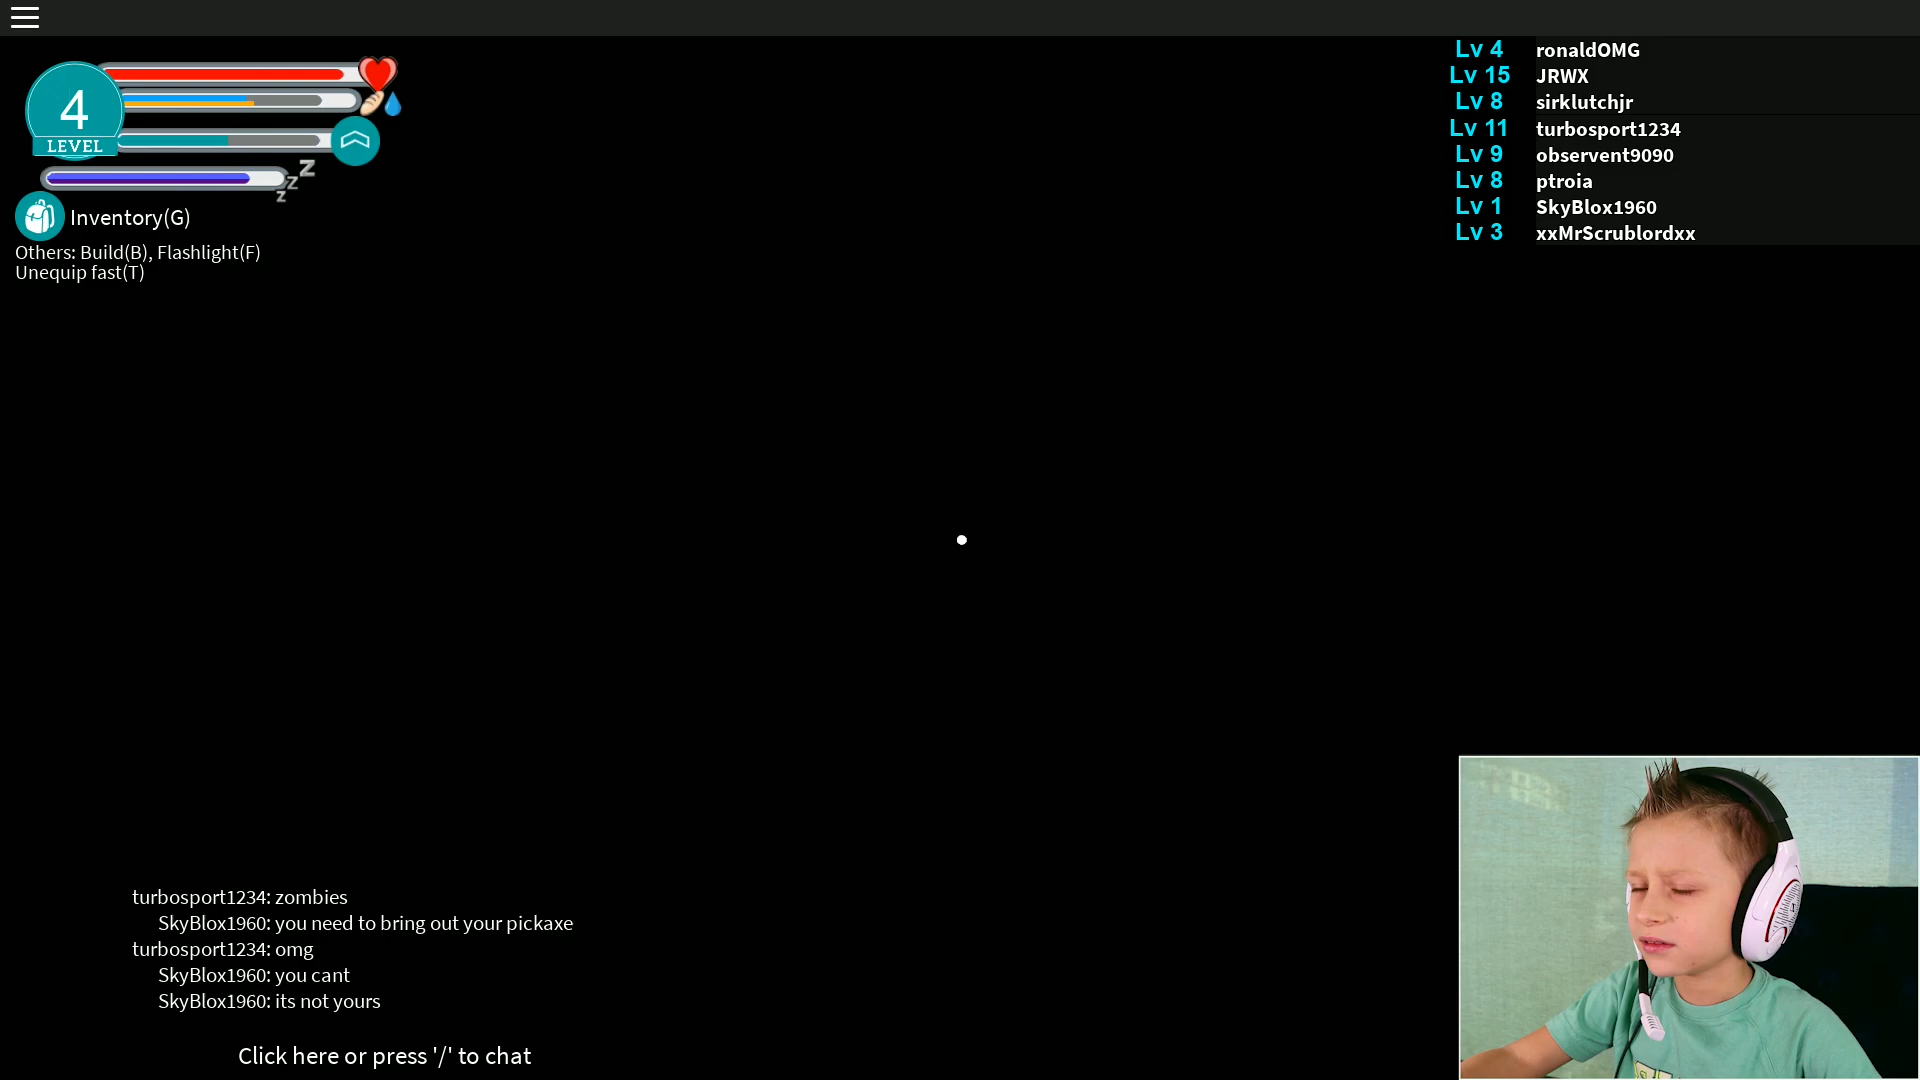 4
LEVEL
z
z
Z
Inventory(G)
Others: Build(B), Flashlight(F)
Unequip fast(T)
Lv 4 ronaldOMG
Lv 15 JRWX
Lv 8 sirklutchjr
Lv 11 turbosport1234
Lv 9 observent9090
Lv 8 ptroia
Lv 1 SkyBlox1960
Lv 3 xxMrScrublordxx
turbosport1234: zombies
SkyBlox1960: you need to bring out your pickaxe
turbosport1234: omg
SkyBlox1960: you cant
SkyBlox1960: its not yours
Click here or press '/' to chat